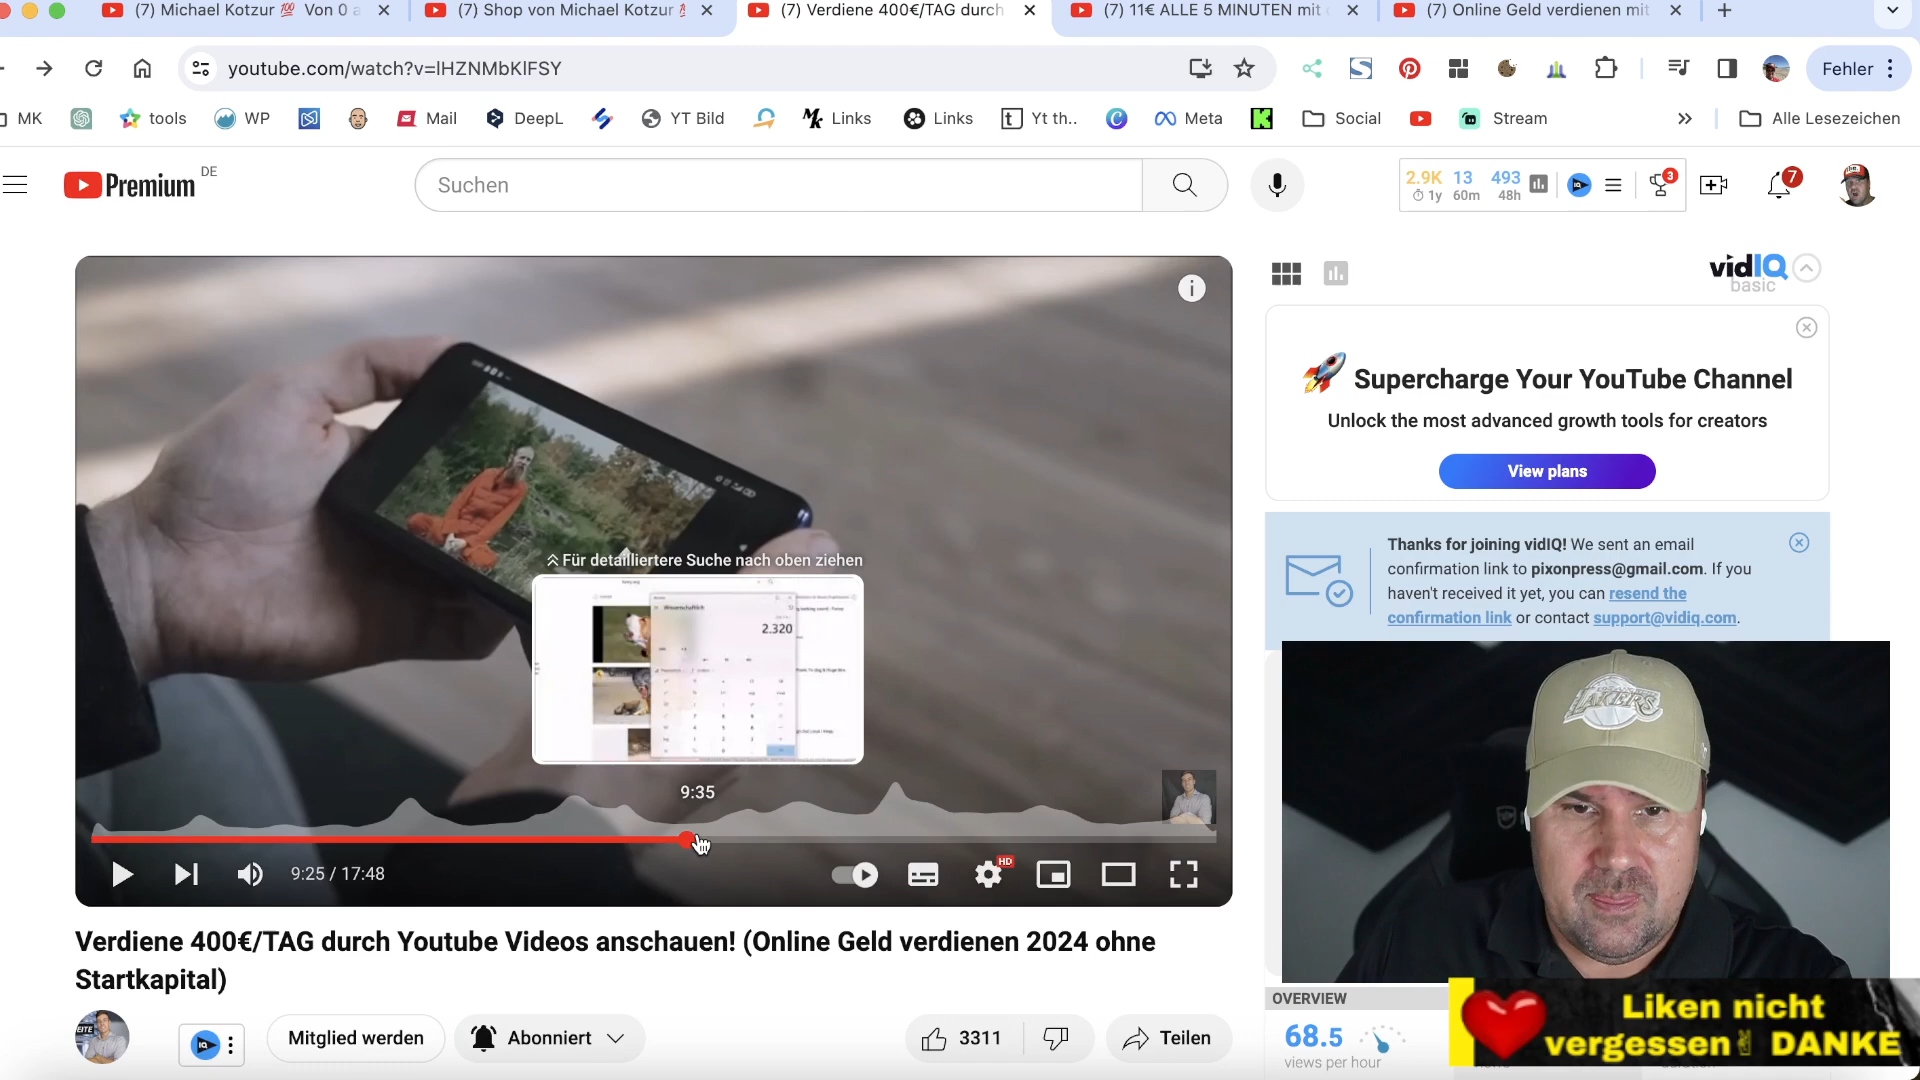 (7) Michael Kotzur 💯 Von 0 a
(7) Shop von Michael Kotzur
(7) Verdiene 400€/TAG durch
(7) 11€ ALLE 5 MINUTEN mit
(7) Online Geld verdienen mit
youtube.com/watch?v=lHZNMbKlFSY
Fehler
MK
tools
WP
Mail
DeepL
YT Bild
Links
Links
Yt th..
Meta
Social
Stream
Alle Lesezeichen
Premium DE
Suchen
2.9K 13 493
1y 60m 48h
3
7
vidIQ
basic
🚀 Supercharge Your YouTube Channel
Unlock the most advanced growth tools for creators
View plans
Thanks for joining vidIQ! We sent an email
confirmation link to pixonpress@gmail.com. If you
haven't received it yet, you can resend the
confirmation link or contact support@vidiq.com.
Für detailliertere Suche nach oben ziehen
Wissenschaftlich
2.320
9:35
9:25 / 17:48
HD
LAKERS
Verdiene 400€/TAG durch Youtube Videos anschauen! (Online Geld verdienen 2024 ohne
Startkapital)
Mitglied werden
Abonniert
3311
Teilen
OVERVIEW
68.5
views per hour
Liken nicht
vergessen✌ DANKE